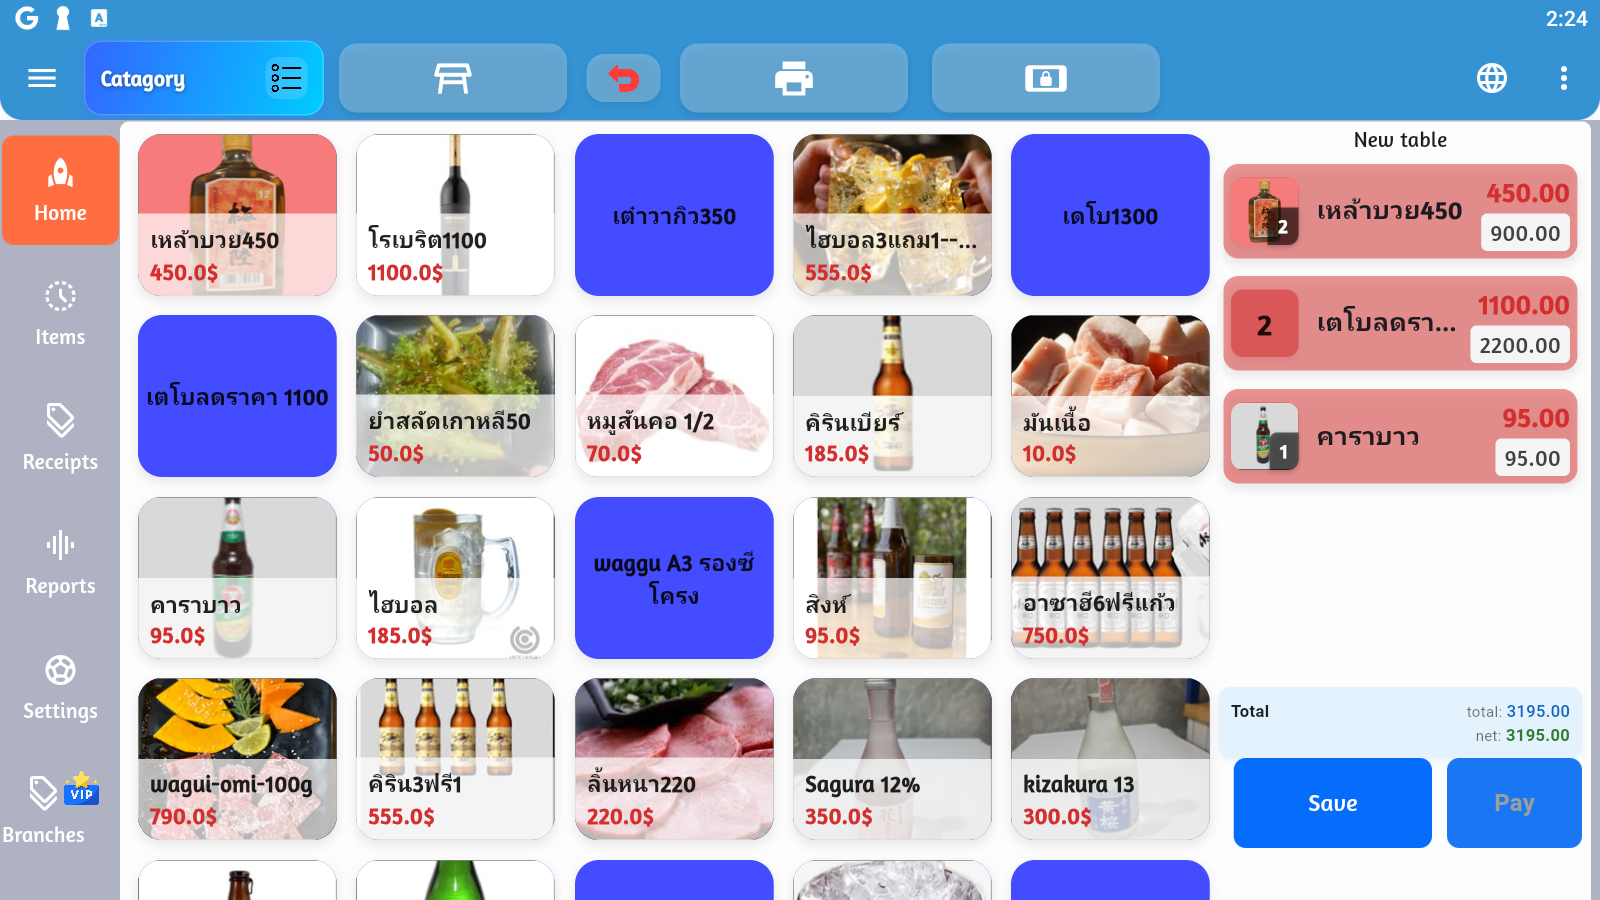 2:24
Catagory
Home
Items
Receipts
Reports
Settings
VIP
Branches
เหล้าบวย450
450.0$
โรเบริต1100
1100.0$
เต๋าวากิว350
ไฮบอล3แถม1--...
555.0$
เดโบ1300
เตโบลดราคา 1100
ยำสลัดเกาหลี50
50.0$
หมูสันคอ 1/2
70.0$
คิรินเบียร์
185.0$
มันเนื้อ
10.0$
คาราบาว
95.0$
ไฮบอล
185.0$
waggu A3 รองซี
โครง
สิงห์
95.0$
อาซาฮี6ฟรีแก้ว
750.0$
wagui-omi-100g
790.0$
คิริน3ฟรี1
555.0$
ลิ้นหนา220
220.0$
Sagura 12%
350.0$
kizakura 13
300.0$
New table
2
เหล้าบวย450
450.00
900.00
2
เตโบลดรา...
1100.00
2200.00
1
คาราบาว
95.00
95.00
Total
total: 3195.00
net: 3195.00
Save
Pay